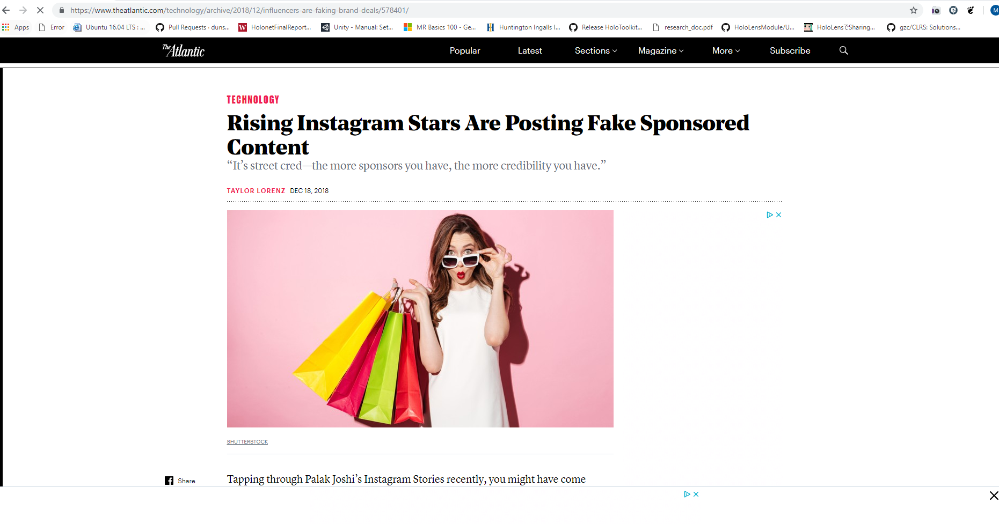 https://www.theatlantic.com/technology/archive/2018/12/influencers-are-faking-brand-deals/578401/
M
Apps Error Ubuntu 16.04 LTS : ... Pull Requests · duns... W HolonetFinalReport... Unity - Manual: Set... MR Basics 100 - Ge... Huntington Ingalls I... Release HoloToolkit... research_doc.pdf HoloLensModule/U... HoloLensでSharing... gzc/CLRS: Solutions...
The Atlantic Popular Latest Sections Magazine More Subscribe
TECHNOLOGY
Rising Instagram Stars Are Posting Fake Sponsored
Content
“It’s street cred—the more sponsors you have, the more credibility you have.”
TAYLOR LORENZ DEC 18, 2018
SHUTTERSTOCK
Share
Tapping through Palak Joshi’s Instagram Stories recently, you might have come